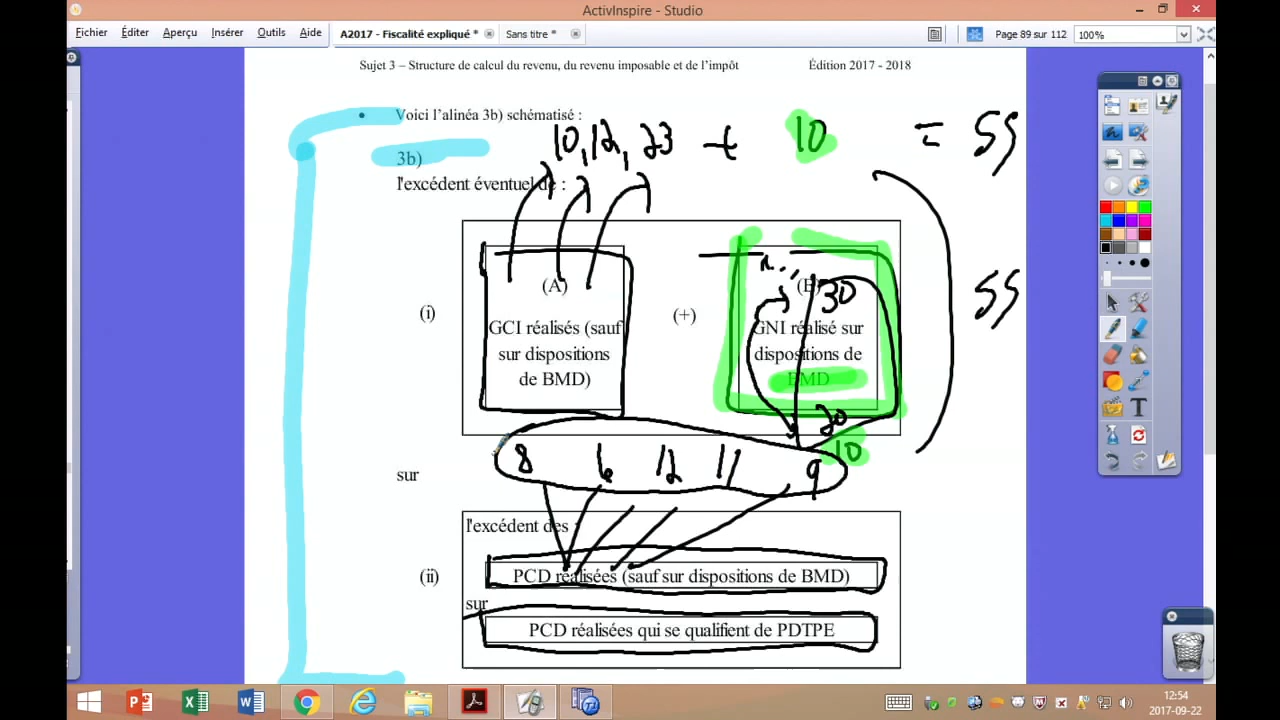 ActivInspire - Studio
Fichier Éditer Aperçu Insérer Outils Aide
A2017 - Fiscalité expliqué * Sans titre * Page 89 sur 112 100%
Sujet 3 – Structure de calcul du revenu, du revenu imposable et de l'impôt Édition 2017 - 2018
• Voici l'alinéa 3b) schématisé :
10, 12, 23 + 10 = 55
3b)
l'excédent éventuel de :
(A)
30
55
(i) GCI réalisés (sauf sur dispositions de BMD)
(+)
GNI réalisé sur dispositions de BMD
20
10
sur
8 6 12 11 9
l'excédent des :
(ii) PCD réalisées (sauf sur dispositions de BMD)
sur
PCD réalisées qui se qualifient de PDTPE
12:54
2017-09-22